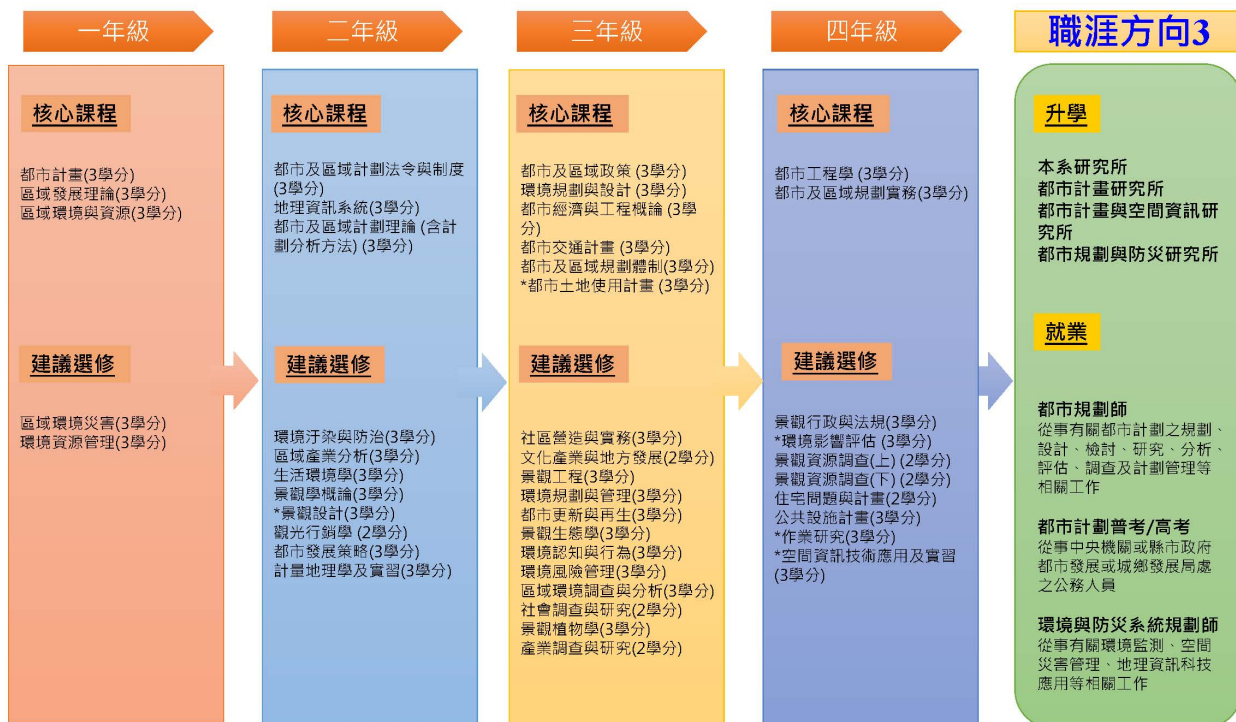 一年級
核心課程
都市計畫(3學分)
區域發展理論(3學分)
區域環境與資源(3學分)
建議選修
區域環境災害(3學分)
環境資源管理(3學分)
二年級
核心課程
都市及區域計劃法令與制度
(3學分)
地理資訊系統(3學分)
都市及區域計劃理論 (含計
劃分析方法) (3學分)
建議選修
環境汙染與防治(3學分)
區域產業分析(3學分)
生活環境學(3學分)
景觀學概論(3學分)
*景觀設計(3學分)
觀光行銷學 (2學分)
都市發展策略(3學分)
計量地理學及實習(3學分)
三年級
核心課程
都市及區域政策 (3學分)
環境規劃與設計 (3學分)
都市經濟與工程概論 (3學
分)
都市交通計畫 (3學分)
都市及區域規劃體制(3學分)
*都市土地使用計畫 (3學分)
建議選修
社區營造與實務(3學分)
文化產業與地方發展(2學分)
景觀工程(3學分)
環境規劃與管理(3學分)
都市更新與再生(3學分)
景觀生態學(3學分)
環境認知與行為(3學分)
環境風險管理(3學分)
區域環境調查與分析(3學分)
社會調查與研究(2學分)
景觀植物學(3學分)
產業調查與研究(2學分)
四年級
核心課程
都市工程學 (3學分)
都市及區域規劃實務(3學分)
建議選修
景觀行政與法規(3學分)
*環境影響評估 (3學分)
景觀資源調查(上) (2學分)
景觀資源調查(下) (2學分)
住宅問題與計畫(2學分)
公共設施計畫(3學分)
*作業研究(3學分)
*空間資訊技術應用及實習
(3學分)
職涯方向3
升學
本系研究所
都市計畫研究所
都市計畫與空間資訊研
究所
都市規劃與防災研究所
就業
都市規劃師
從事有關都市計劃之規劃、
設計、檢討、研究、分析、
評估、調查及計劃管理等
相關工作
都市計劃普考/高考
從事中央機關或縣市政府
都市發展或城鄉發展局處
之公務人員
環境與防災系統規劃師
從事有關環境監測、空間
災害管理、地理資訊科技
應用等相關工作